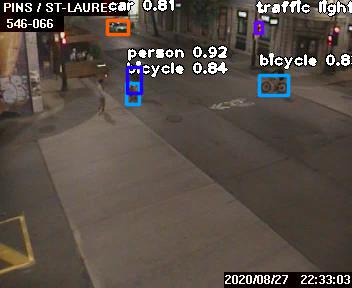 PINS / ST-LAURE
car 0.81
traffic light
546-066
person 0.92
bicycle 0.84
bicycle 0.8
2020/08/27 22:33:03